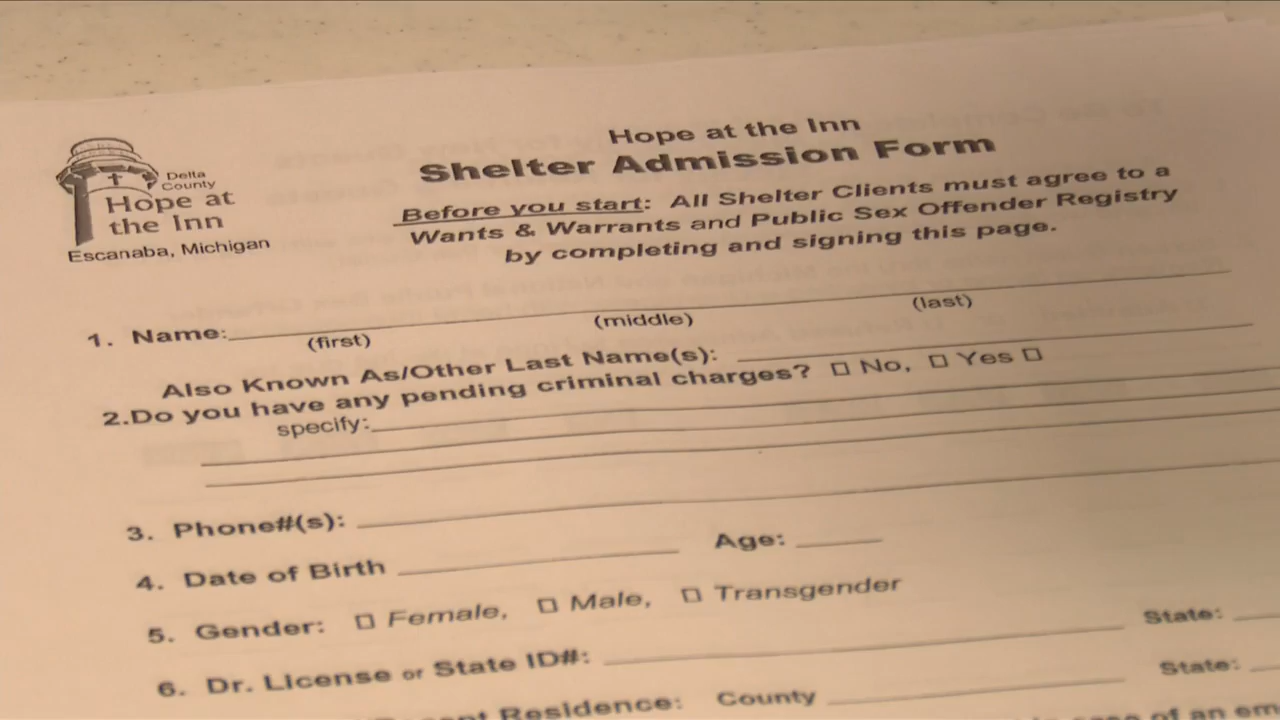 Hope at the Inn
Shelter Admission Form
Delta
County
Hope at
the Inn
Escanaba, Michigan
Before you start: All Shelter Clients must agree to a
Wants & Warrants and Public Sex Offender Registry
by completing and signing this page.
1. Name:
(first) (middle) (last)
Also Known As/Other Last Name(s):
2.Do you have any pending criminal charges? □ No, □ Yes □
specify:
3. Phone#(s):
4. Date of Birth Age:
5. Gender: □ Female, □ Male, □ Transgender
6. Dr. License or State ID#: State:
Residence: County State:
of an em